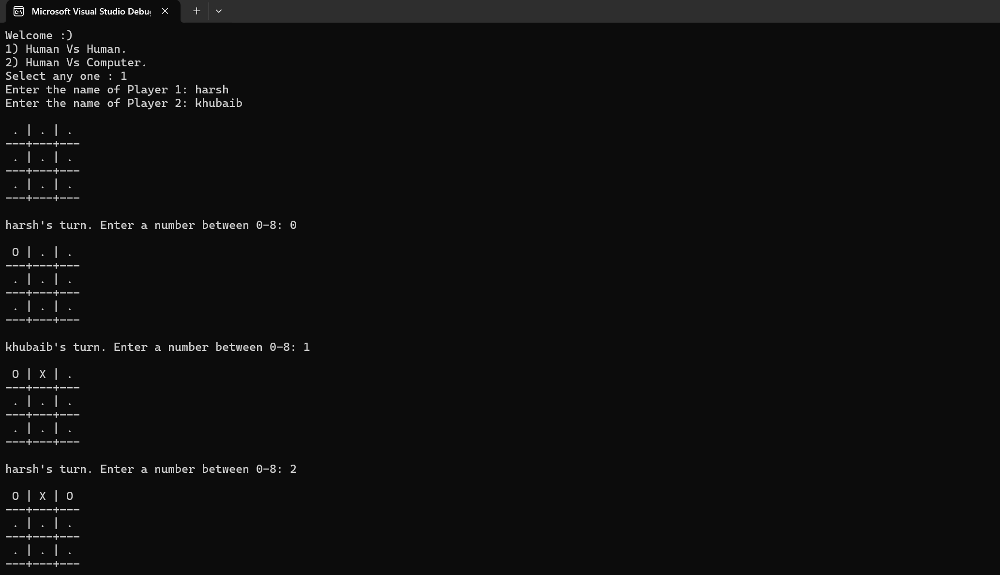 Microsoft Visual Studio Debu
Welcome :)
1) Human Vs Human.
2) Human Vs Computer.
Select any one : 1
Enter the name of Player 1: harsh
Enter the name of Player 2: khubaib
 . | . | .
---+---+---
 . | . | .
---+---+---
 . | . | .
---+---+---
harsh's turn. Enter a number between 0-8: 0
 O | . | .
---+---+---
 . | . | .
---+---+---
 . | . | .
---+---+---
khubaib's turn. Enter a number between 0-8: 1
 O | X | .
---+---+---
 . | . | .
---+---+---
 . | . | .
---+---+---
harsh's turn. Enter a number between 0-8: 2
 O | X | O
---+---+---
 . | . | .
---+---+---
 . | . | .
---+---+---